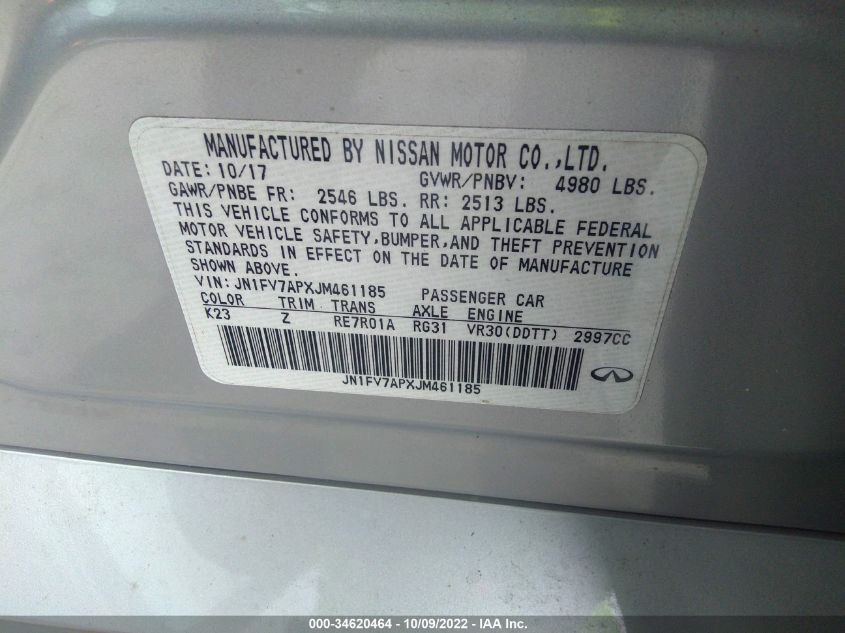 MANUFACTURED BY NISSAN MOTOR CO.,LTD.
DATE: 10/17 GVWR/PNBV: 4980 LBS.
GAWR/PNBE FR: 2546 LBS. RR: 2513 LBS.
THIS VEHICLE CONFORMS TO ALL APPLICABLE FEDERAL
MOTOR VEHICLE SAFETY,BUMPER,AND THEFT PREVENTION
STANDARDS IN EFFECT ON THE DATE OF MANUFACTURE
SHOWN ABOVE.
VIN: JN1FV7APXJM461185 PASSENGER CAR
COLOR TRIM TRANS AXLE ENGINE
K23 Z RE7R01A RG31 VR30(DDTT) 2997CC
JN1FV7APXJM461185
000-34620464 - 10/09/2022 - IAA Inc.